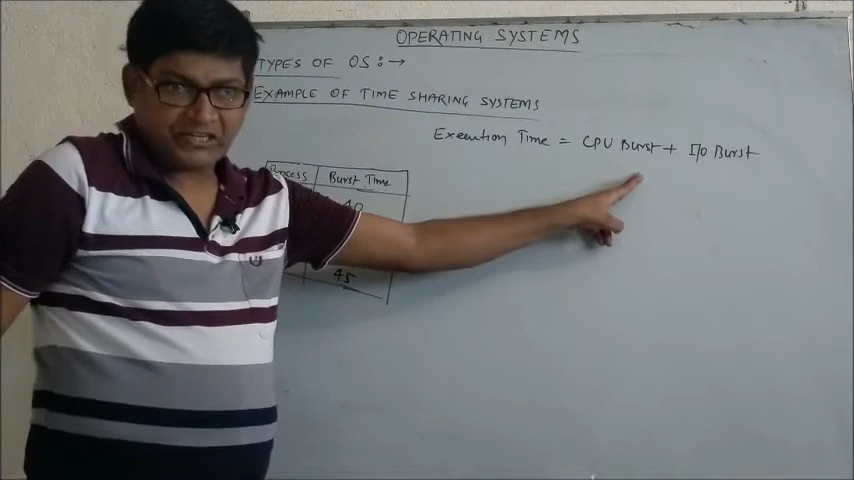 OPERATING SYSTEMS
TYPES OF OS:→
EXAMPLE OF TIME SHARING SYSTEMS
Execution Time = CPU Burst + I/O Burst
Process Burst Time
40
45